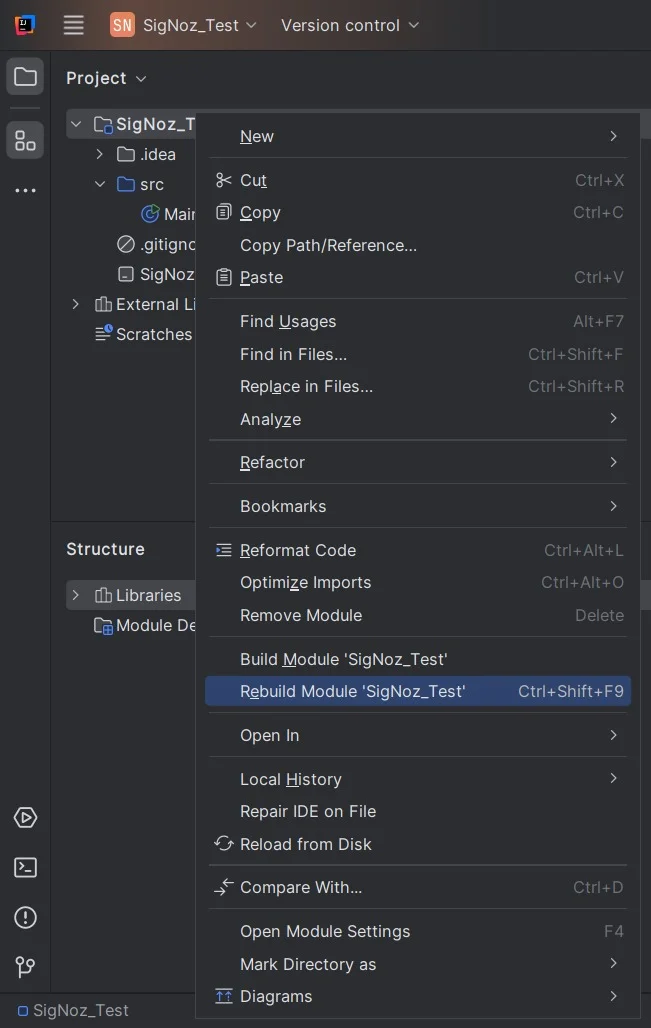 SN SigNoz_Test Version control
Project
SigNoz_T
.idea
src
Main
.gitigno
SigNoz
External Li
Scratches
Structure
Libraries
Module De
New
Cut Ctrl+X
Copy Ctrl+C
Copy Path/Reference...
Paste Ctrl+V
Find Usages Alt+F7
Find in Files... Ctrl+Shift+F
Replace in Files... Ctrl+Shift+R
Analyze
Refactor
Bookmarks
Reformat Code Ctrl+Alt+L
Optimize Imports Ctrl+Alt+O
Remove Module Delete
Build Module 'SigNoz_Test'
Rebuild Module 'SigNoz_Test' Ctrl+Shift+F9
Open In
Local History
Repair IDE on File
Reload from Disk
Compare With... Ctrl+D
Open Module Settings F4
Mark Directory as
Diagrams
SigNoz_Test